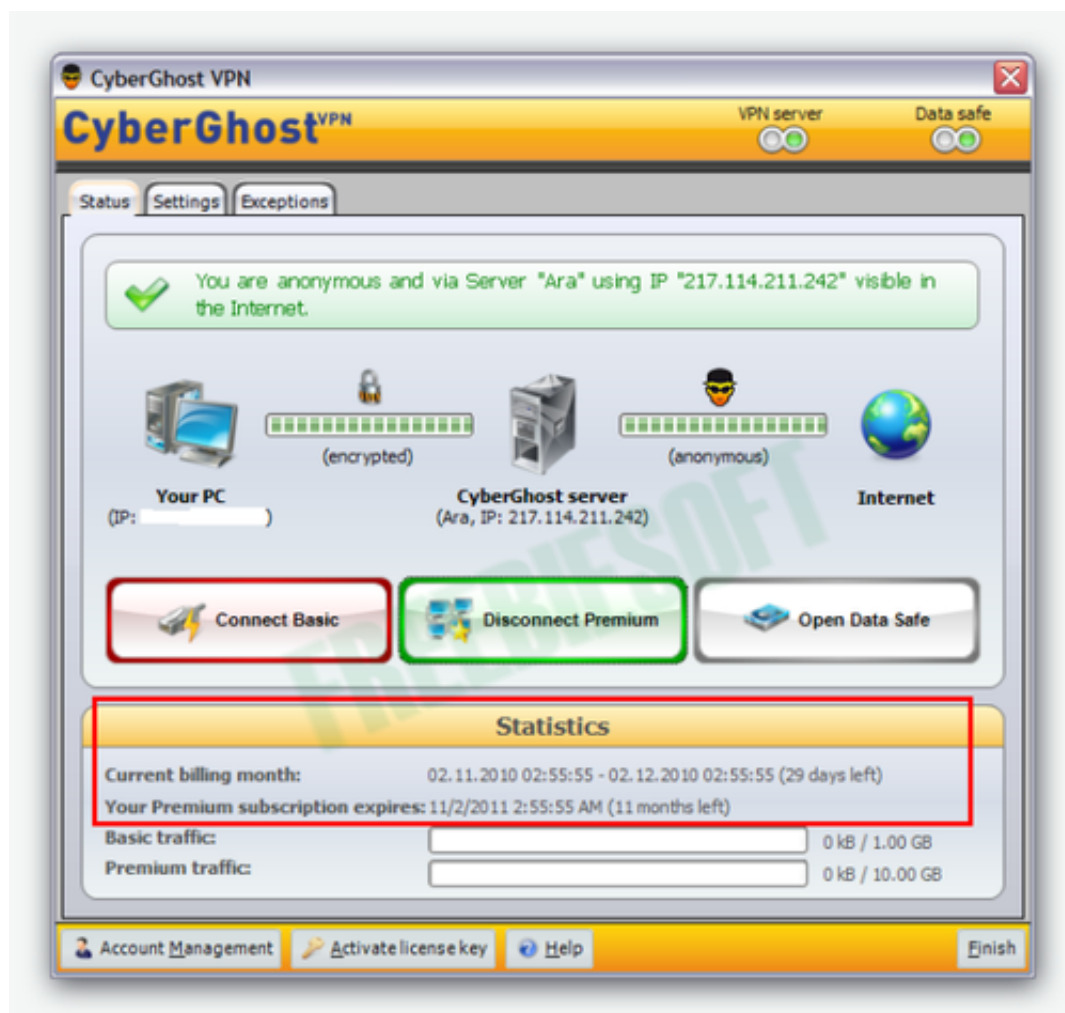 CyberGhost VPN
CyberGhost VPN
VPN server
Data safe
Status Settings Exceptions
You are anonymous and via Server "Ara" using IP "217.114.211.242" visible in
the Internet.
(encrypted)
(anonymous)
Your PC
(IP: )
CyberGhost server
(Ara, IP: 217.114.211.242)
Internet
Connect Basic
Disconnect Premium
Open Data Safe
FREEBIESOFT
Statistics
Current billing month: 02.11.2010 02:55:55 - 02.12.2010 02:55:55 (29 days left)
Your Premium subscription expires: 11/2/2011 2:55:55 AM (11 months left)
Basic traffic: 0 kB / 1.00 GB
Premium traffic: 0 kB / 10.00 GB
Account Management Activate license key Help Finish